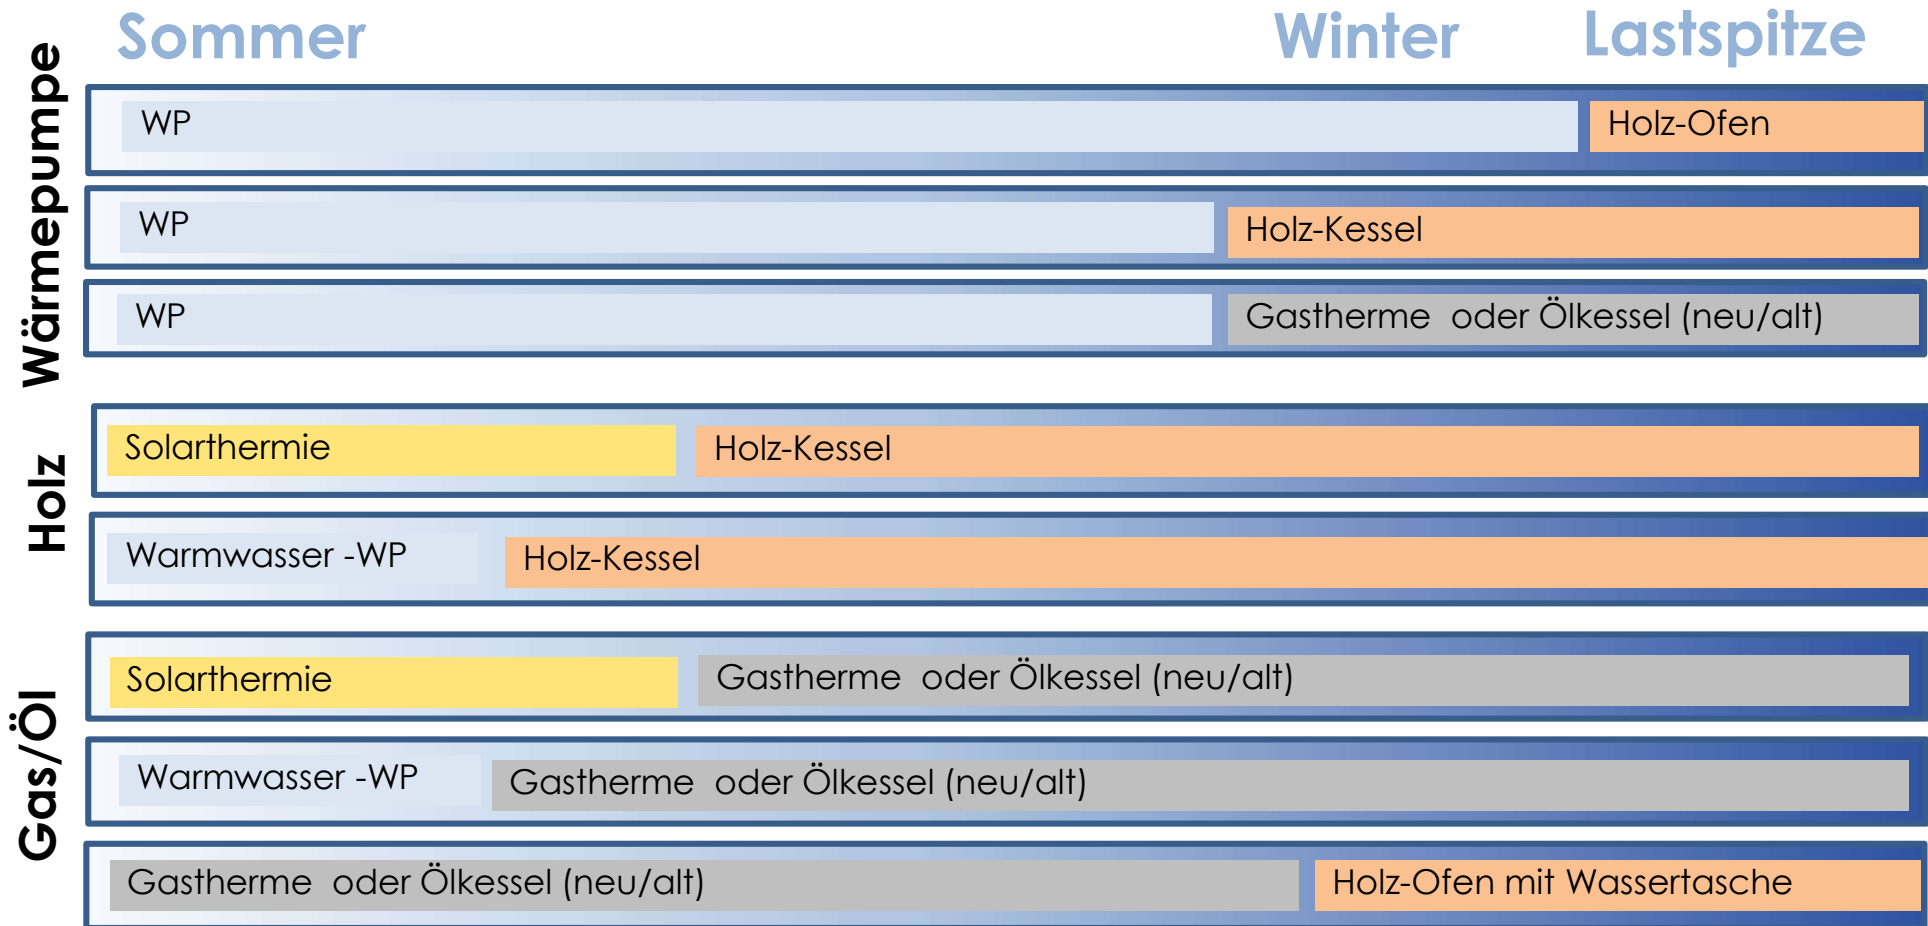 Sommer Winter Lastspitze
Wärmepumpe
WP Holz-Ofen
WP Holz-Kessel
WP Gastherme oder Ölkessel (neu/alt)
Holz
Solarthermie Holz-Kessel
Warmwasser -WP Holz-Kessel
Gas/Öl
Solarthermie Gastherme oder Ölkessel (neu/alt)
Warmwasser -WP Gastherme oder Ölkessel (neu/alt)
Gastherme oder Ölkessel (neu/alt) Holz-Ofen mit Wassertasche